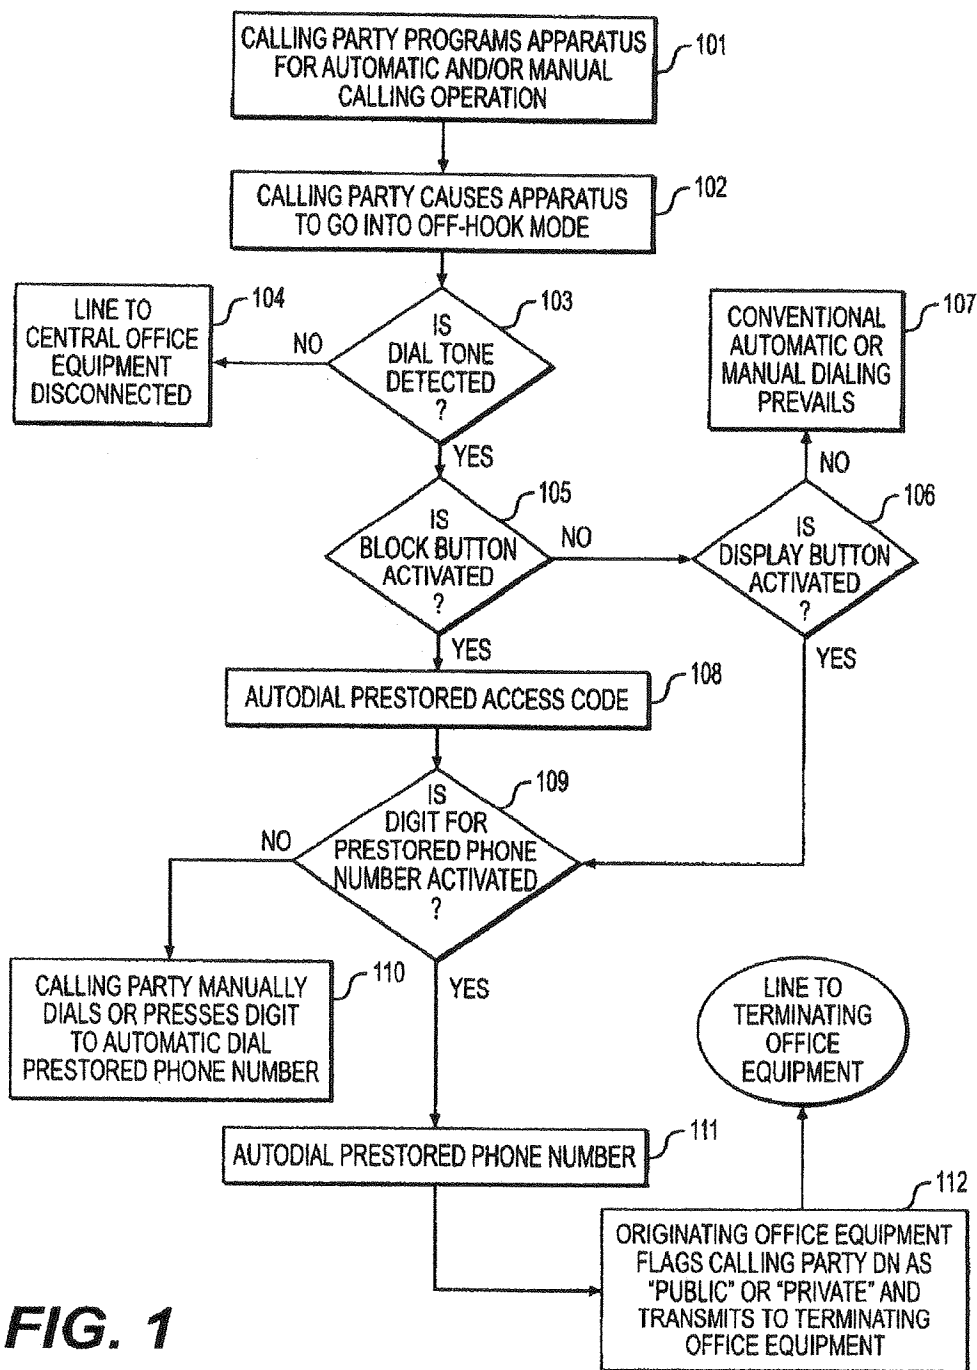 CALLING PARTY PROGRAMS APPARATUS
FOR AUTOMATIC AND/OR MANUAL
CALLING OPERATION
101
CALLING PARTY CAUSES APPARATUS
TO GO INTO OFF-HOOK MODE
102
LINE TO
CENTRAL OFFICE
EQUIPMENT
DISCONNECTED
104
NO
IS
DIAL TONE
DETECTED
?
103
YES
CONVENTIONAL
AUTOMATIC OR
MANUAL DIALING
PREVAILS
107
NO
IS
BLOCK BUTTON
ACTIVATED
?
105
NO
YES
IS
DISPLAY BUTTON
ACTIVATED
?
106
YES
AUTODIAL PRESTORED ACCESS CODE
108
IS
DIGIT FOR
PRESTORED PHONE
NUMBER ACTIVATED
?
109
NO
YES
CALLING PARTY MANUALLY
DIALS OR PRESSES DIGIT
TO AUTOMATIC DIAL
PRESTORED PHONE NUMBER
110
LINE TO
TERMINATING
OFFICE
EQUIPMENT
AUTODIAL PRESTORED PHONE NUMBER
111
ORIGINATING OFFICE EQUIPMENT
FLAGS CALLING PARTY DN AS
"PUBLIC" OR "PRIVATE" AND
TRANSMITS TO TERMINATING
OFFICE EQUIPMENT
112
FIG. 1